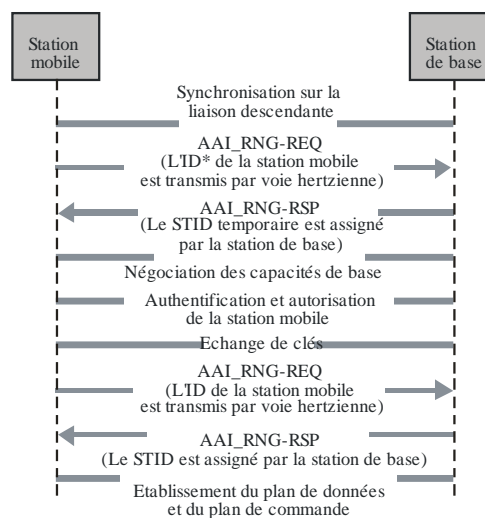 Station
mobile
Station
de base
Synchronisation sur la
liaison descendante
AAI_RNG-REQ
(L'ID* de la station mobile
est transmis par voie hertzienne)
AAI_RNG-RSP
(Le STID temporaire est assigné
par la station de base)
Négociation des capacités de base
Authentification et autorisation
de la station mobile
Echange de clés
AAI_RNG-REQ
(L'ID de la station mobile
est transmis par voie hertzienne)
AAI_RNG-RSP
(Le STID est assigné par la station de base)
Etablissement du plan de données
et du plan de commande